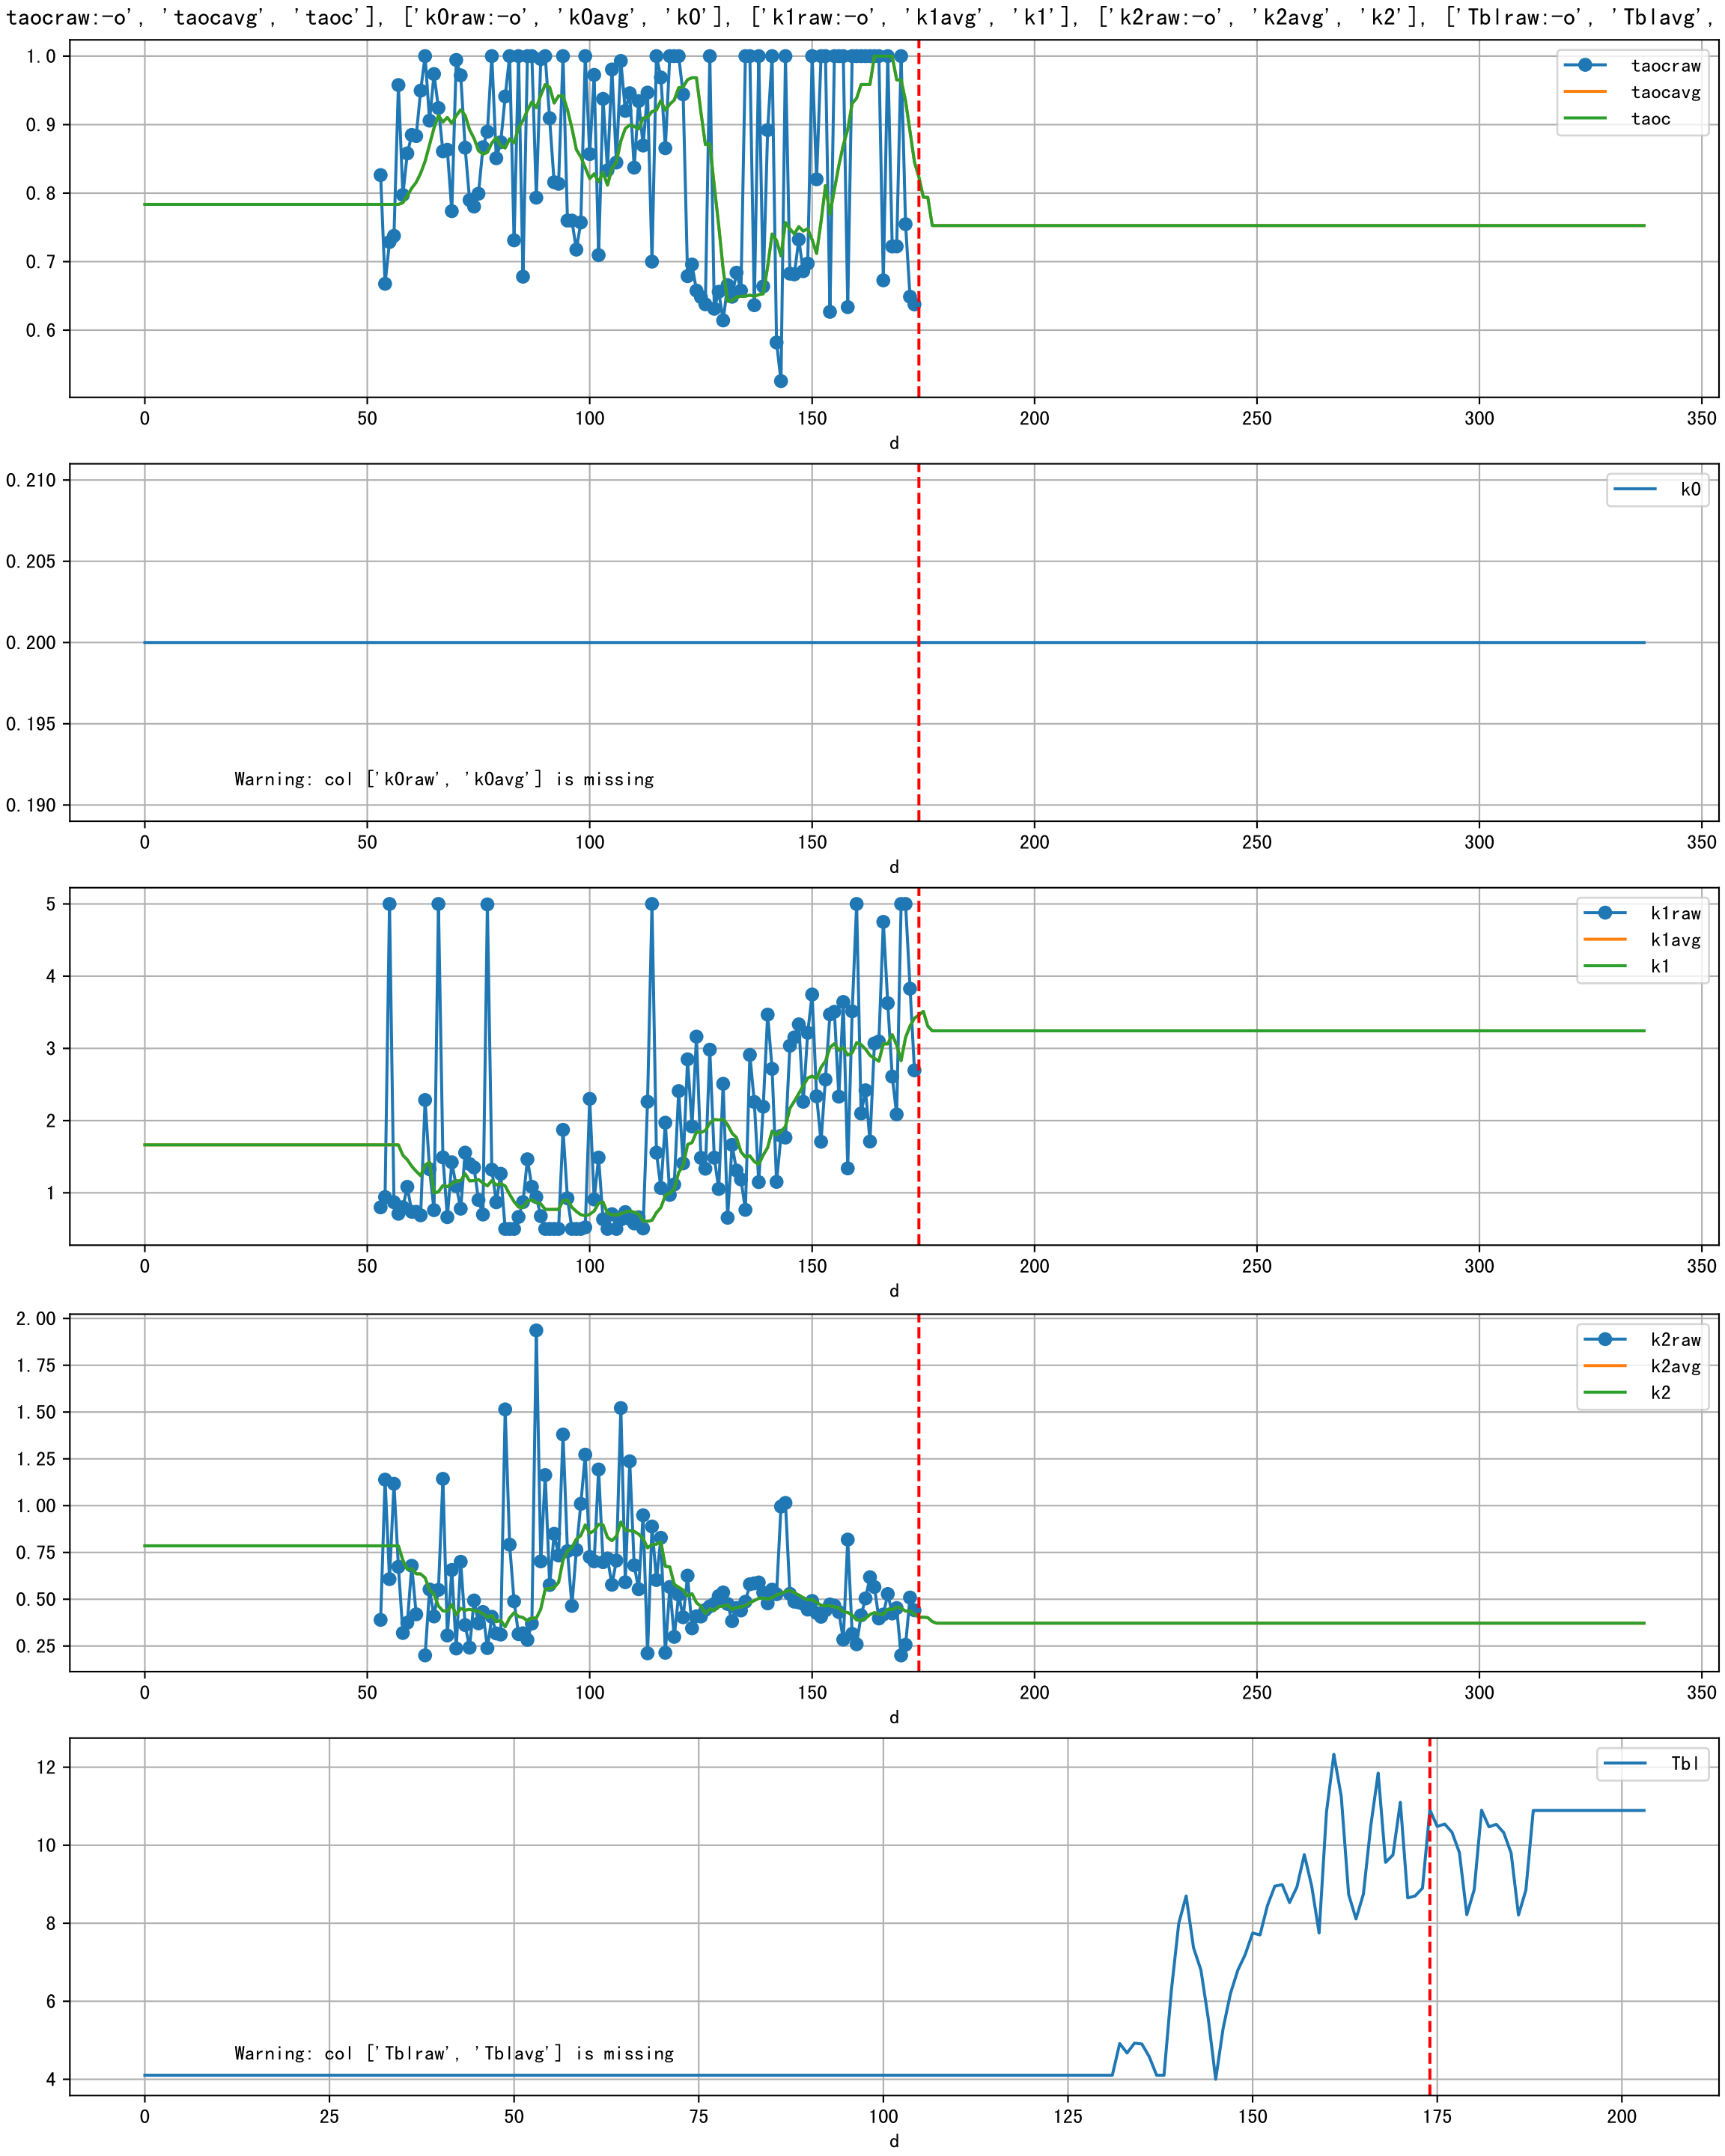 taocraw:-o', 'taocavg', 'taoc'], ['k0raw:-o', 'k0avg', 'k0'], ['k1raw:-o', 'k1avg', 'k1'], ['k2raw:-o', 'k2avg', 'k2'], ['Tblraw:-o', 'Tblavg',
1.0
0.9
0.8
0.7
0.6
taocraw
taocavg
taoc
0 50 100 150 200 250 300 350
d
0.210
0.205
0.200
0.195
0.190
k0
Warning: col ['k0raw', 'k0avg'] is missing
0 50 100 150 200 250 300 350
d
5
4
3
2
1
k1raw
k1avg
k1
0 50 100 150 200 250 300 350
d
2.00
1.75
1.50
1.25
1.00
0.75
0.50
0.25
k2raw
k2avg
k2
0 50 100 150 200 250 300 350
d
12
10
8
6
4
Tbl
Warning: col ['Tblraw', 'Tblavg'] is missing
0 25 50 75 100 125 150 175 200
d